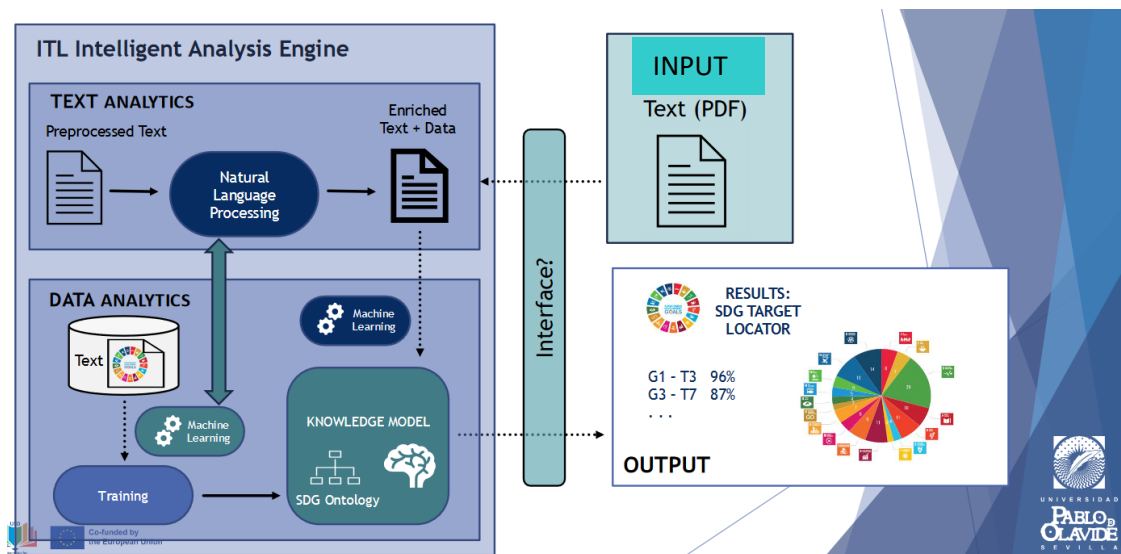 ITL Intelligent Analysis Engine
TEXT ANALYTICS
Preprocessed Text
Enriched
Text + Data
Natural
Language
Processing
DATA ANALYTICS
Text
Machine
Learning
Machine
Learning
Training
KNOWLEDGE MODEL
SDG Ontology
Co-funded by
the European Union
Interface?
INPUT
Text (PDF)
RESULTS:
SDG TARGET
LOCATOR
G1 - T3 96%
G3 - T7 87%
. . .
OUTPUT
UNIVERSIDAD
PABLO D
OLAVIDE
SEVILLA